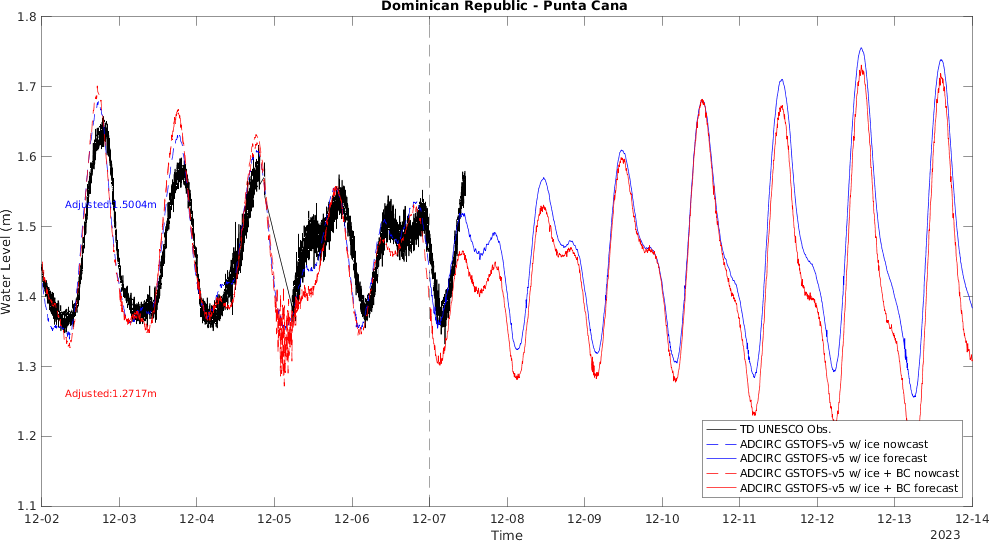 Dominican Republic - Punta Cana
Water Level (m)
1.8
1.7
1.6
1.5
1.4
1.3
1.2
1.1
Adjusted:1.5004m
Adjusted:1.2717m
TD UNESCO Obs.
ADCIRC GSTOFS-v5 w/ ice nowcast
ADCIRC GSTOFS-v5 w/ ice forecast
ADCIRC GSTOFS-v5 w/ ice + BC nowcast
ADCIRC GSTOFS-v5 w/ ice + BC forecast
12-02 12-03 12-04 12-05 12-06 12-07 12-08 12-09 12-10 12-11 12-12 12-13 12-14
Time
2023